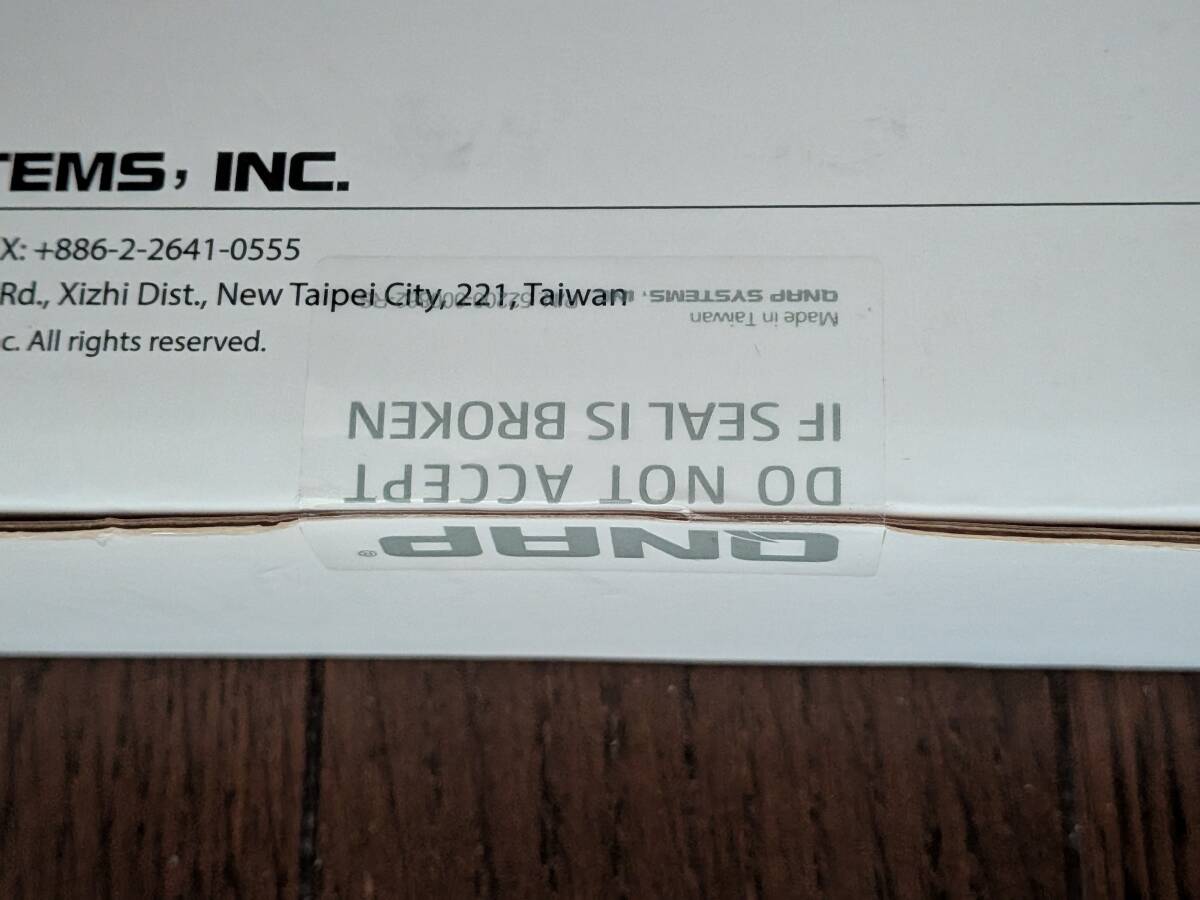 TEMS, INC.
X: +886-2-2641-0555
Rd., Xizhi Dist., New Taipei City, 221, Taiwan
c. All rights reserved.
QNAP®
DO NOT ACCEPT
IF SEAL IS BROKEN
Made in Taiwan
QNAP SYSTEMS, INC.